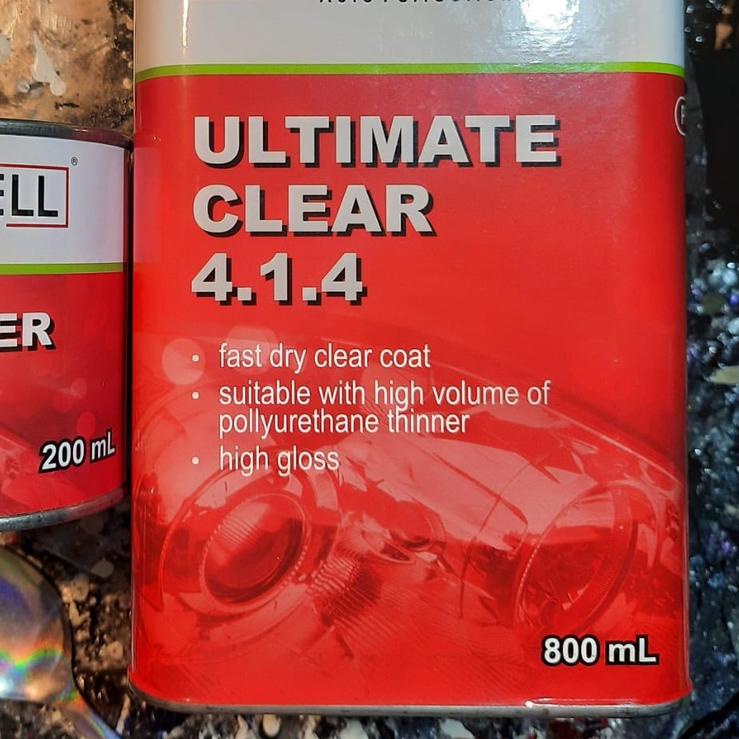 ULTIMATE
CLEAR
4.1.4
• fast dry clear coat
• suitable with high volume of
pollyurethane thinner
• high gloss
800 mL
ELL
®
ER
200 mL